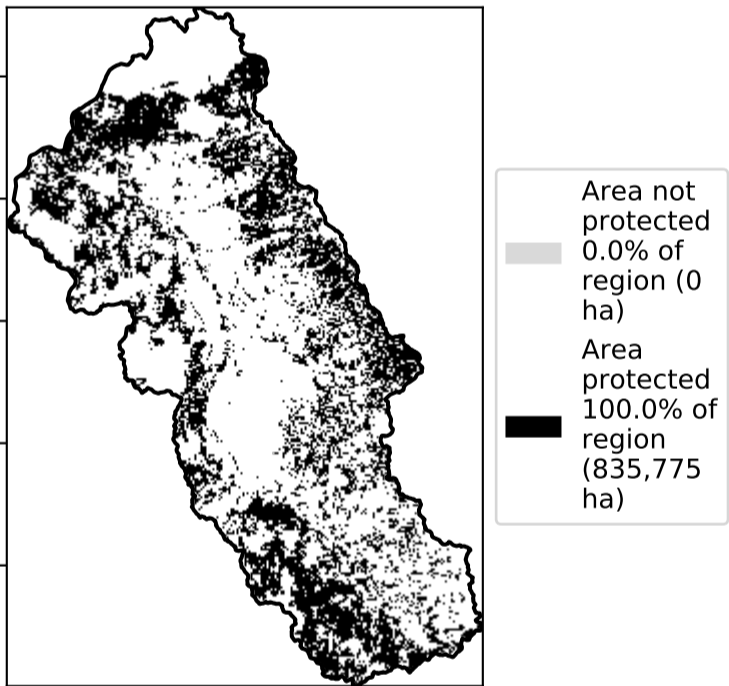 Area not
protected
0.0% of
region (0
ha)
Area
protected
100.0% of
region
(835,775
ha)